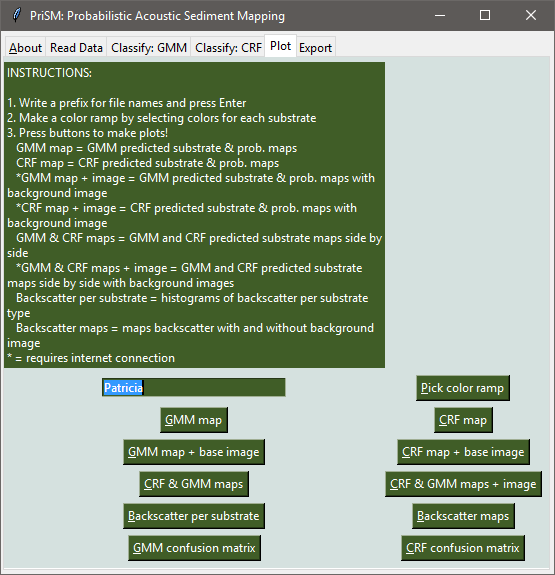 PriSM: Probabilistic Acoustic Sediment Mapping
About Read Data Classify: GMM Classify: CRF Plot Export
INSTRUCTIONS:
1. Write a prefix for file names and press Enter
2. Make a color ramp by selecting colors for each substrate
3. Press buttons to make plots!
GMM map = GMM predicted substrate & prob. maps
CRF map = CRF predicted substrate & prob. maps
*GMM map + image = GMM predicted substrate & prob. maps with
background image
*CRF map + image = CRF predicted substrate & prob. maps with
background image
GMM & CRF maps = GMM and CRF predicted substrate maps side by
side
*GMM & CRF maps + image = GMM and CRF predicted substrate
maps side by side with background images
Backscatter per substrate = histograms of backscatter per substrate
type
Backscatter maps = maps backscatter with and without background
image
* = requires internet connection
Patricia Pick color ramp
GMM map CRF map
GMM map + base image CRF map + base image
CRF & GMM maps CRF & GMM maps + image
Backscatter per substrate Backscatter maps
GMM confusion matrix CRF confusion matrix